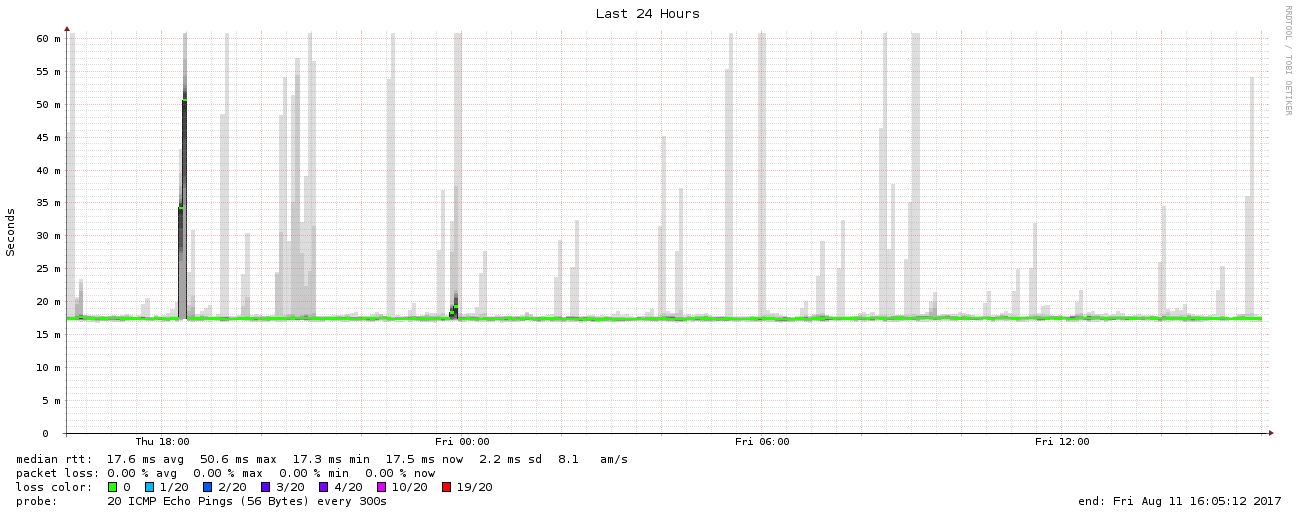 Last 24 Hours
RRDTOOL / TOBI OETIKER
60 m
55 m
50 m
45 m
40 m
35 m
30 m
25 m
20 m
15 m
10 m
5 m
0
Seconds
Thu 18:00 Fri 00:00 Fri 06:00 Fri 12:00
median rtt: 17.6 ms avg 50.6 ms max 17.3 ms min 17.5 ms now 2.2 ms sd 8.1 am/s
packet loss: 0.00 % avg 0.00 % max 0.00 % min 0.00 % now
loss color: 0 1/20 2/20 3/20 4/20 10/20 19/20
probe: 20 ICMP Echo Pings (56 Bytes) every 300s end: Fri Aug 11 16:05:12 2017